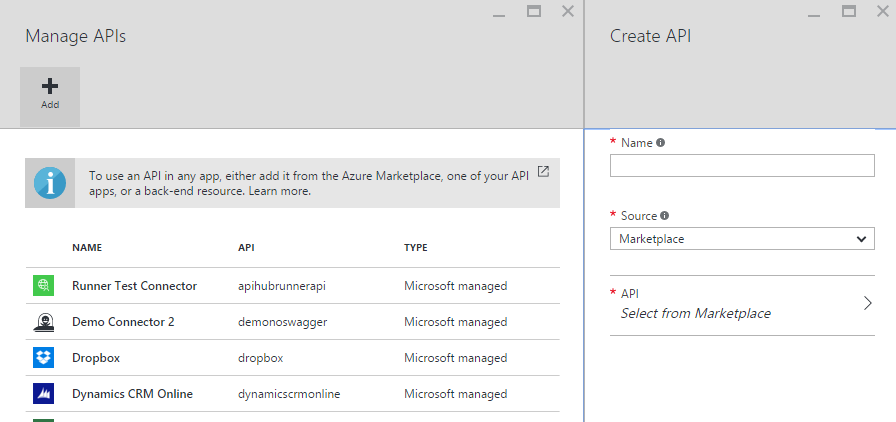 Manage APIs
Add
To use an API in any app, either add it from the Azure Marketplace, one of your API
apps, or a back-end resource. Learn more.
NAME API TYPE
Runner Test Connector apihubrunnerapi Microsoft managed
Demo Connector 2 demonoswagger Microsoft managed
Dropbox dropbox Microsoft managed
Dynamics CRM Online dynamicscrmonline Microsoft managed
Create API
* Name
* Source
Marketplace
* API
Select from Marketplace